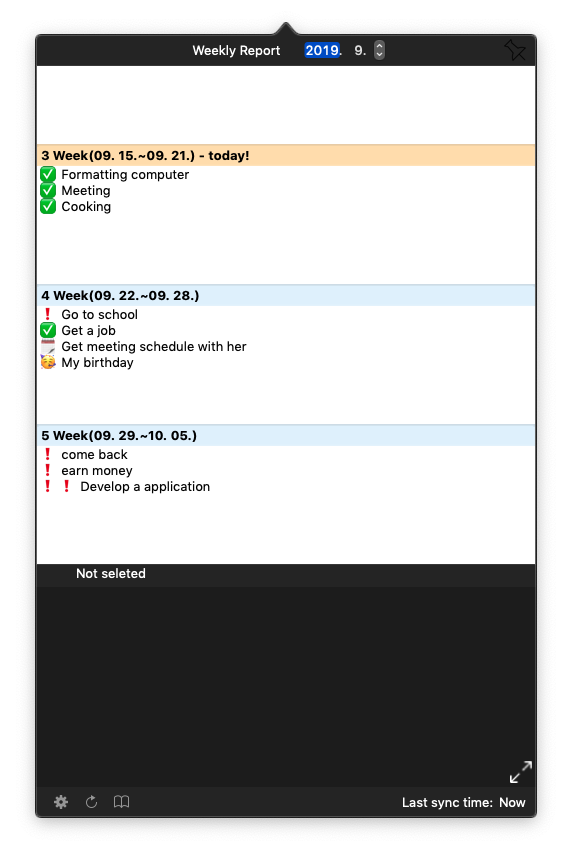 Weekly Report 2019. 9.
3 Week(09. 15.~09. 21.) - today!
✅ Formatting computer
✅ Meeting
✅ Cooking
4 Week(09. 22.~09. 28.)
❗ Go to school
✅ Get a job
🗒 Get meeting schedule with her
🥳 My birthday
5 Week(09. 29.~10. 05.)
❗ come back
❗ earn money
❗❗ Develop a application
Not seleted
Last sync time: Now